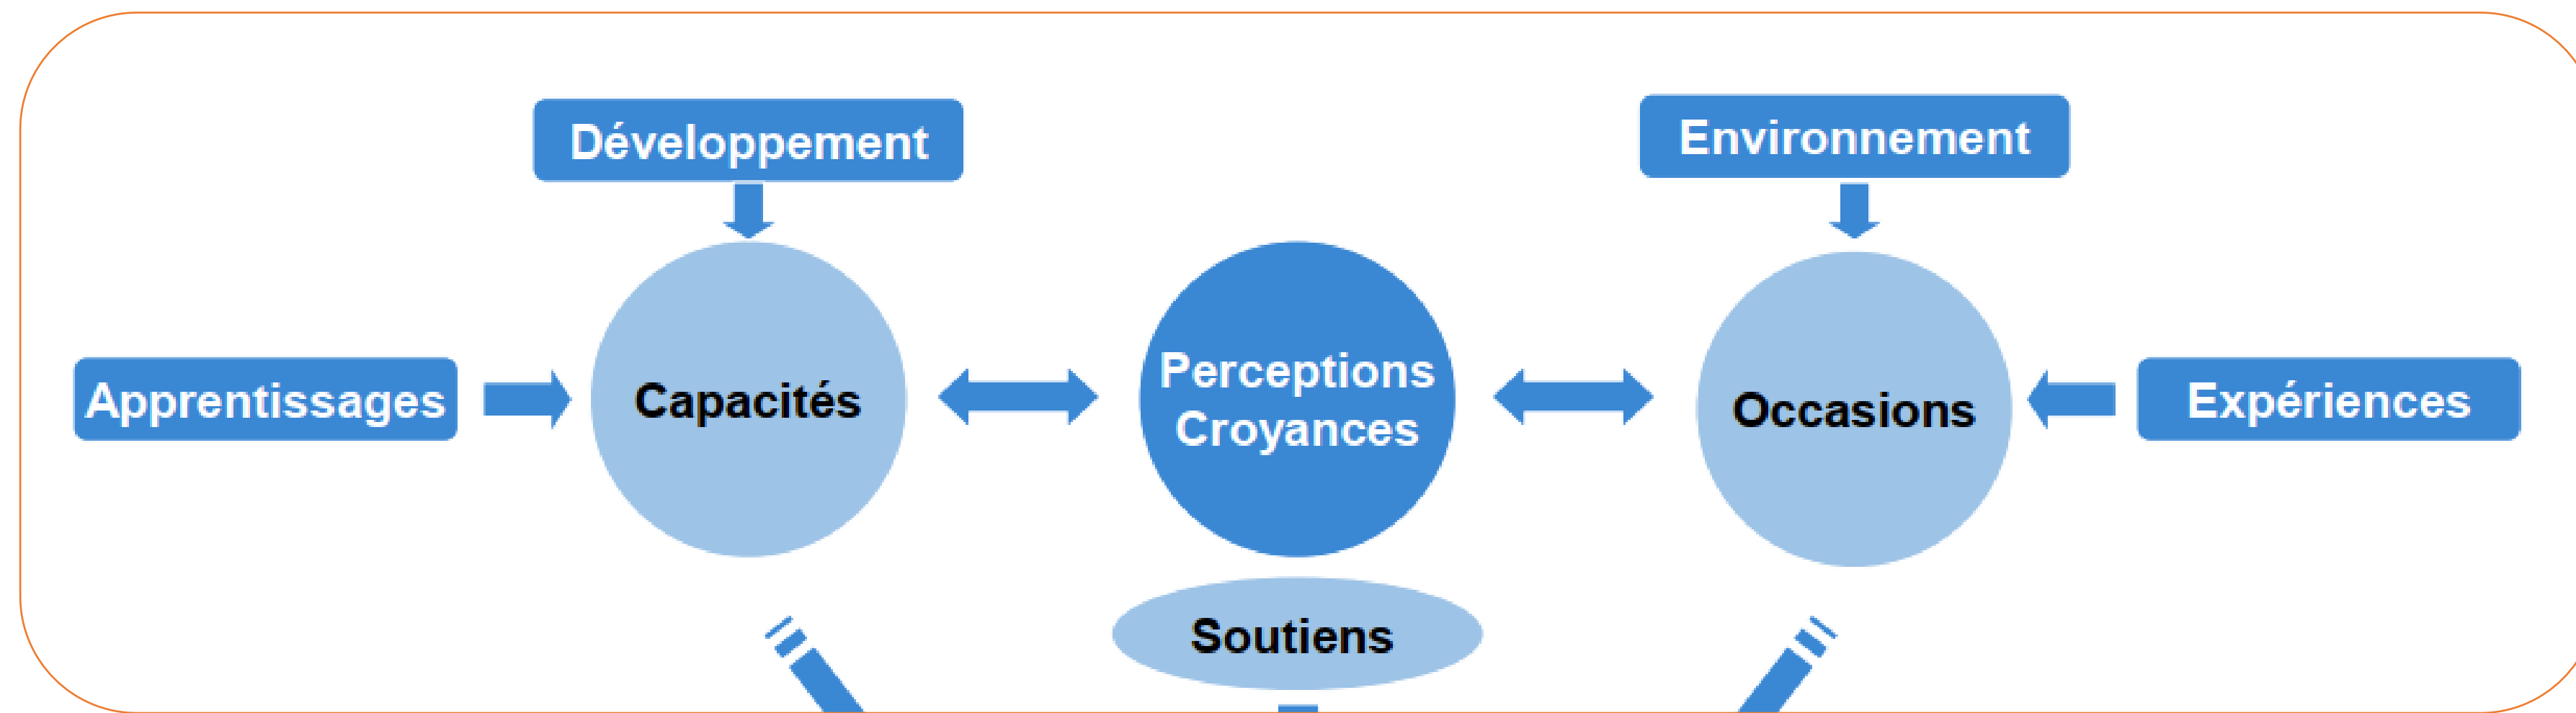 Développement
Environnement
Apprentissages
Capacités
Perceptions
Croyances
Occasions
Expériences
Soutiens